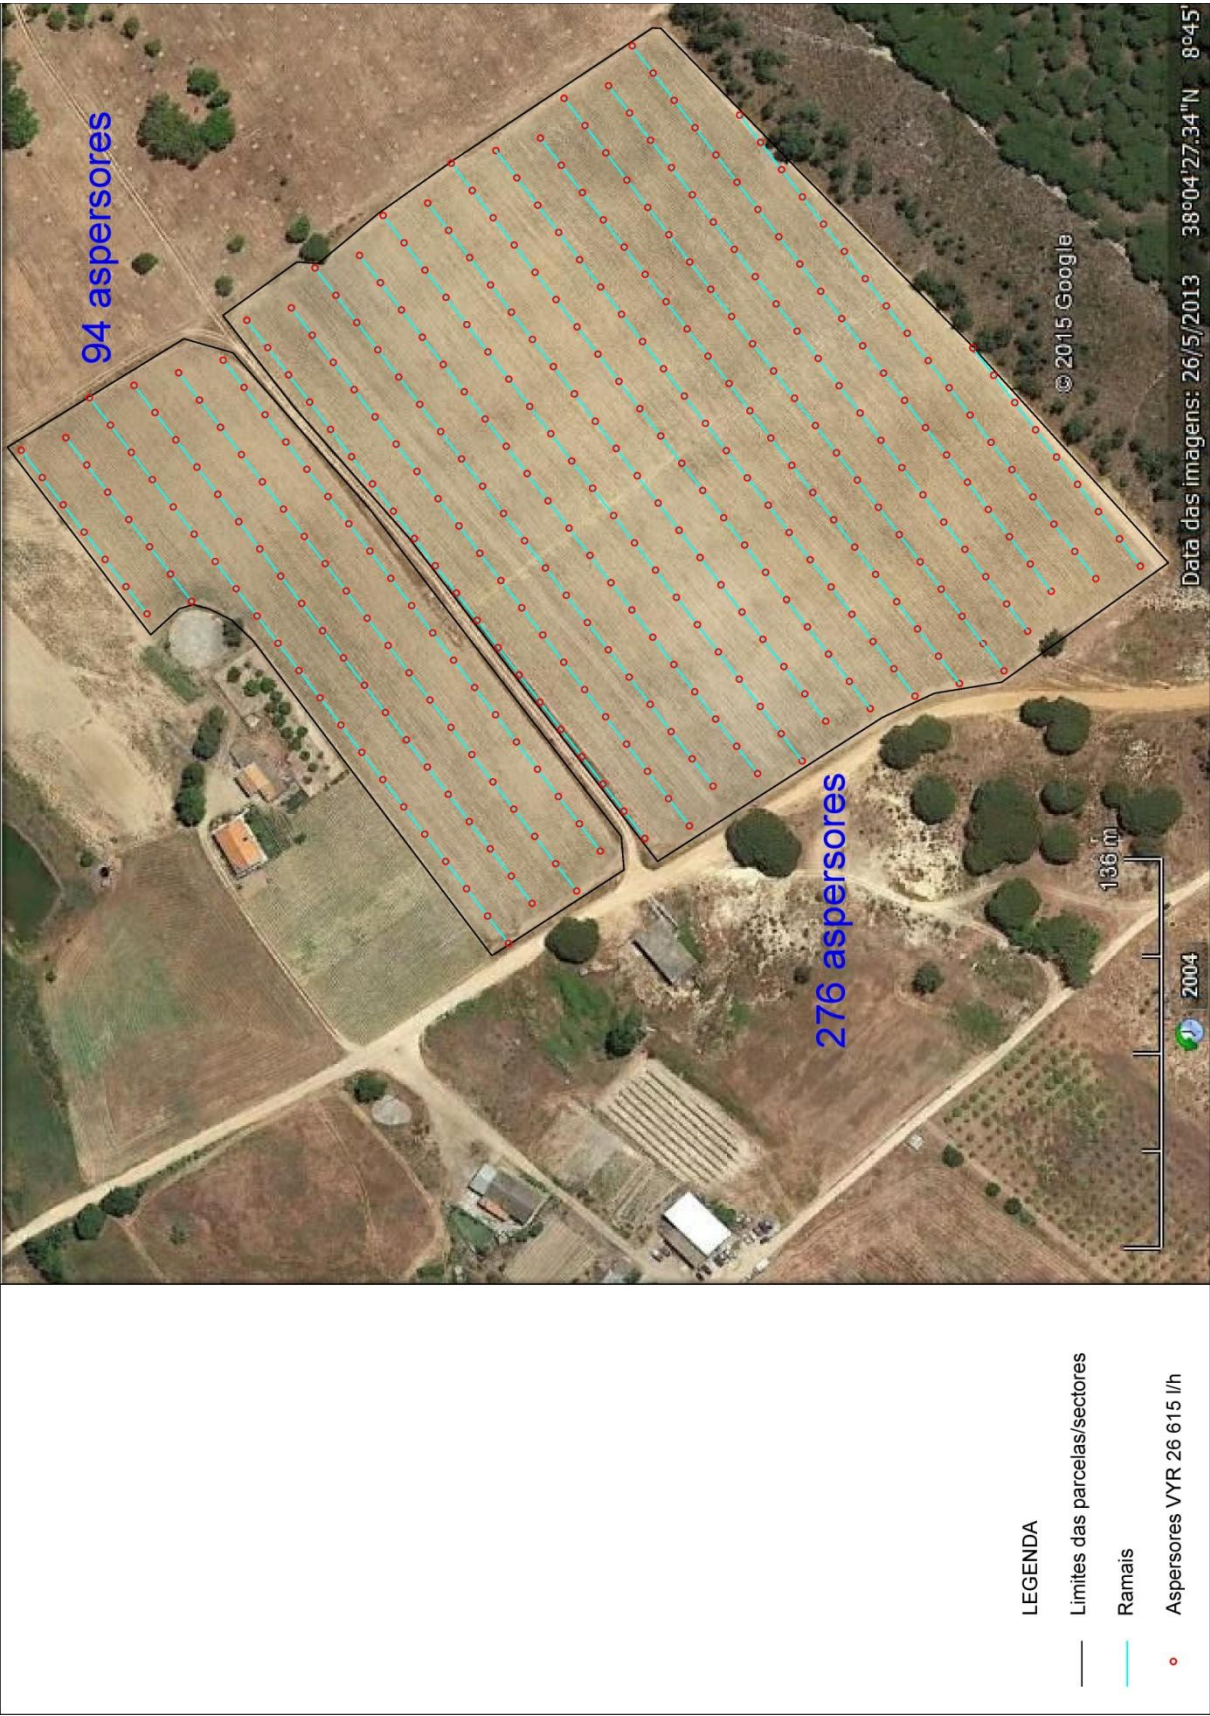 94 aspersores
276 aspersores
© 2015 Google
136 m
2004
Data das imagens: 26/5/2013 38°04'27.34"N 8°45'
LEGENDA
Limites das parcelas/sectores
Ramais
Aspersores VYR 26 615 l/h